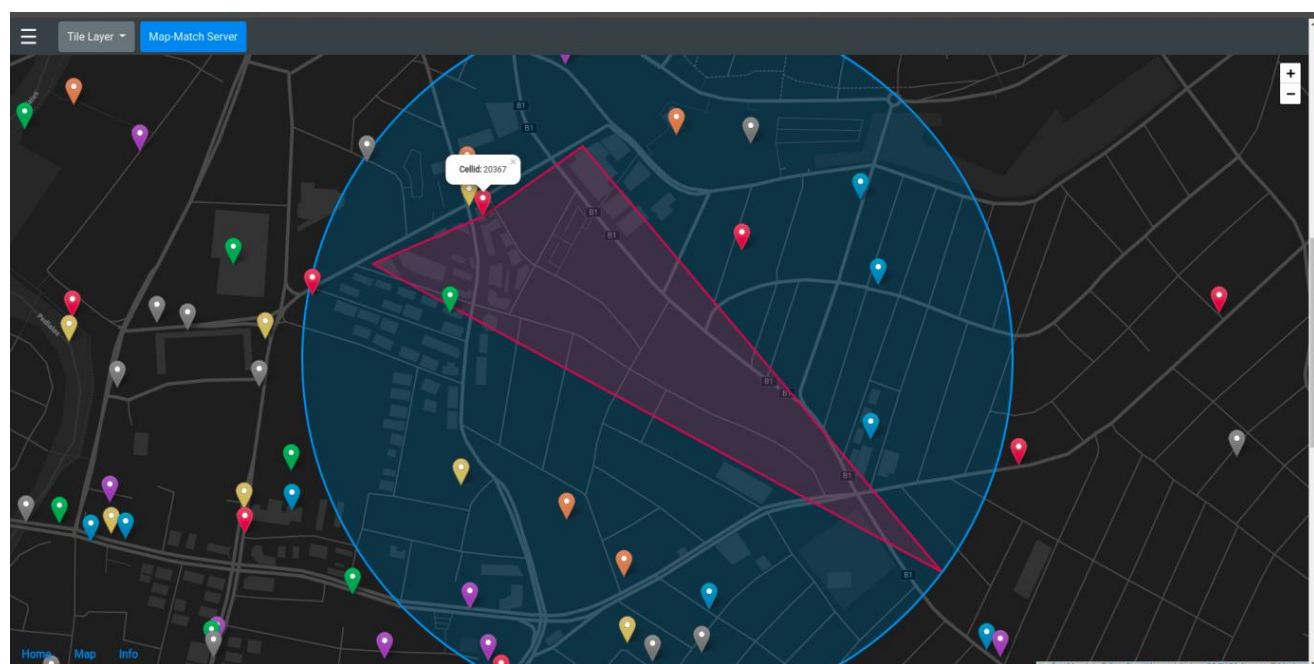 ☰ Tile Layer Map-Match Server
+
−
B1
B1
Cellid: 20367 ×
B1
B1
B1
B1
B1
B1
Home Map Info